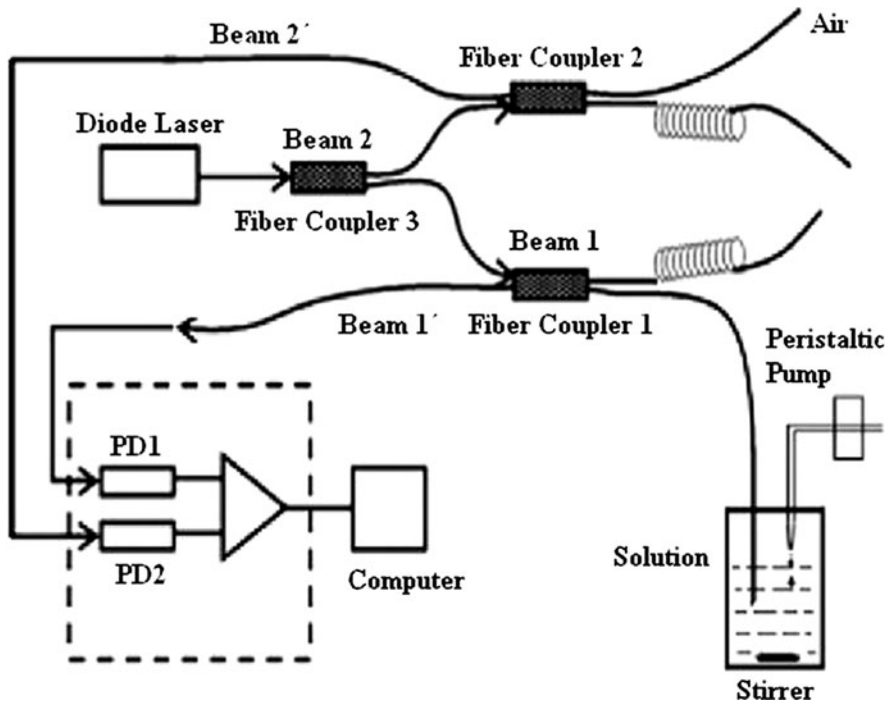 Beam 2´
Fiber Coupler 2
Air
Diode Laser
Beam 2
Fiber Coupler 3
Beam 1
Beam 1´
Fiber Coupler 1
Peristaltic
Pump
PD1
PD2
Computer
Solution
Stirrer